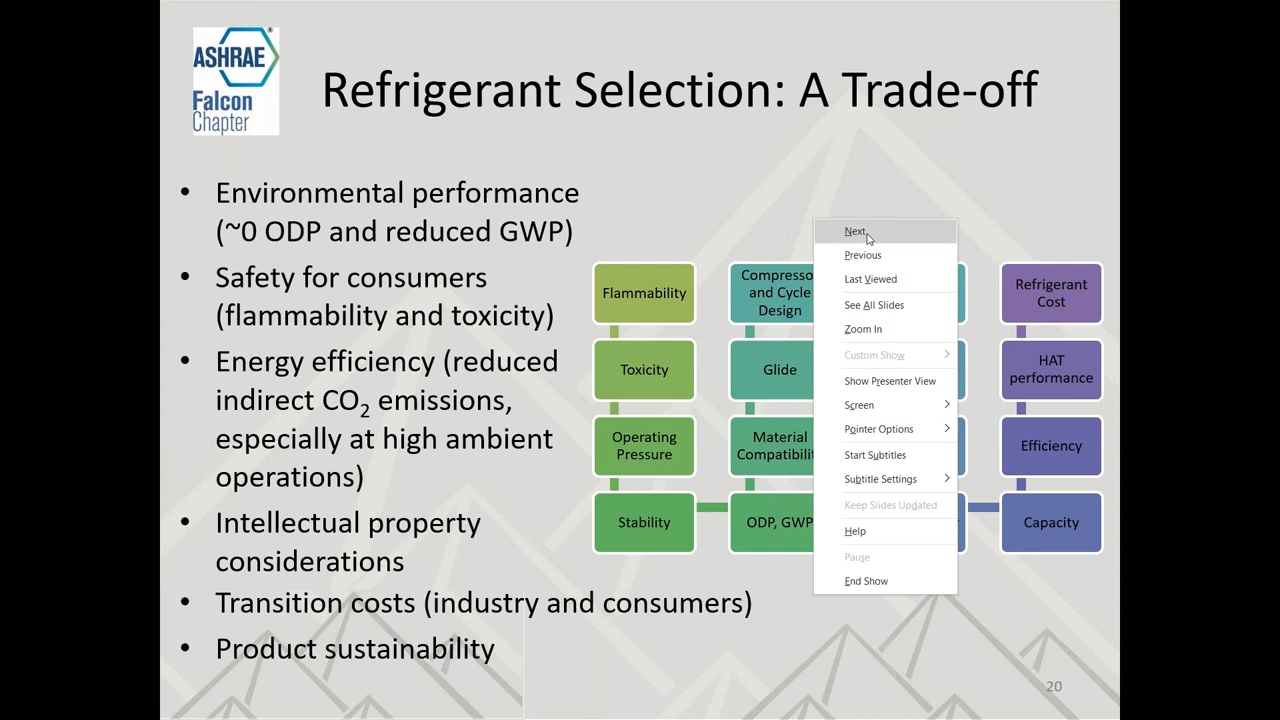 ASHRAE
Falcon
Chapter
Refrigerant Selection: A Trade-off
• Environmental performance
(~0 ODP and reduced GWP)
• Safety for consumers
(flammability and toxicity)
• Energy efficiency (reduced
indirect CO2 emissions,
especially at high ambient
operations)
• Intellectual property
considerations
• Transition costs (industry and consumers)
• Product sustainability
Flammability
Toxicity
Operating
Pressure
Stability
and Cycle
Design
Glide
Material
ODP, GWP
Next
Previous
Last Viewed
See All Slides
Zoom In
Custom Show
Show Presenter View
Screen
Pointer Options
Start Subtitles
Subtitle Settings
Keep Slides Updated
Help
Pause
End Show
Refrigerant
Cost
HAT
performance
Efficiency
Capacity
20